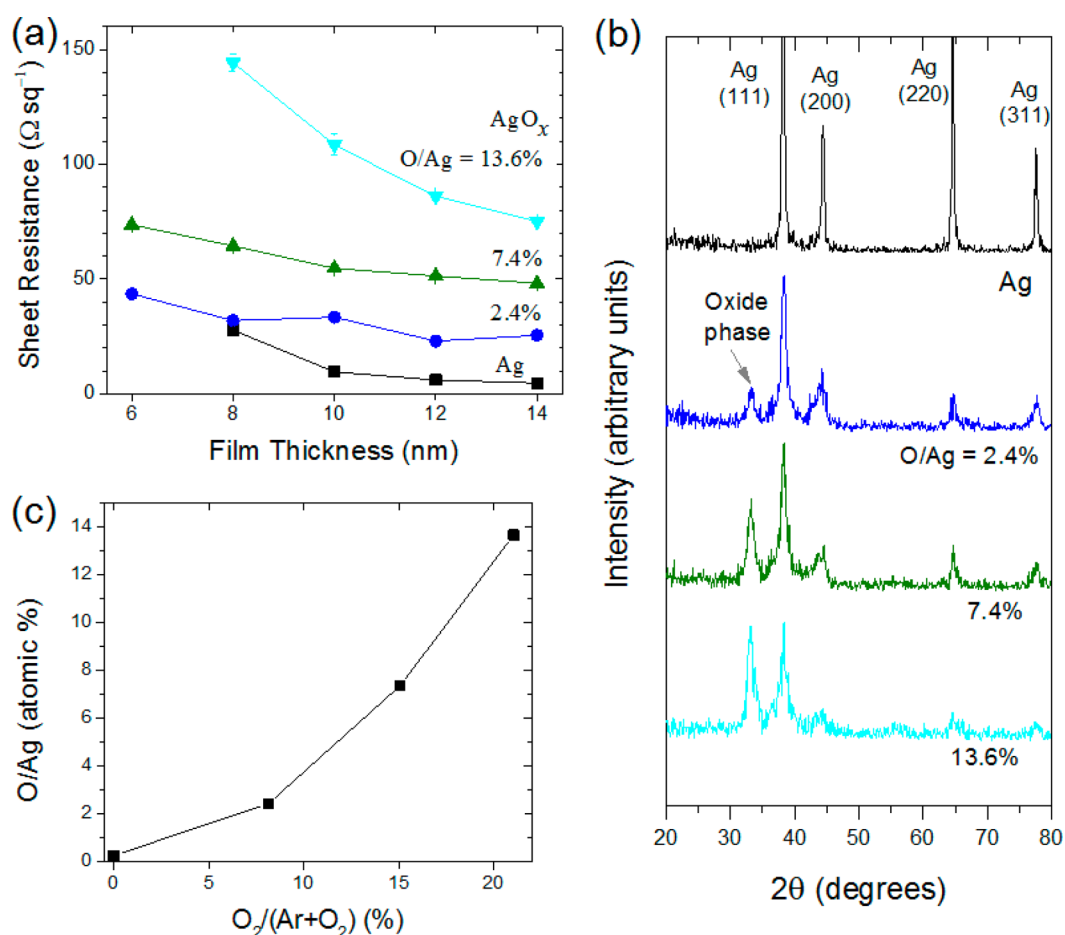 (a)
150
100
50
0
Sheet Resistance (Ω sq⁻¹)
AgOₓ
O/Ag = 13.6%
7.4%
2.4%
Ag
6 8 10 12 14
Film Thickness (nm)
(b)
Ag
(111)
Ag
(200)
Ag
(220)
Ag
(311)
Ag
Oxide
phase
O/Ag = 2.4%
7.4%
13.6%
Intensity (arbitrary units)
20 30 40 50 60 70 80
2θ (degrees)
(c)
14
12
10
8
6
4
2
0
O/Ag (atomic %)
0 5 10 15 20
O₂/(Ar+O₂) (%)